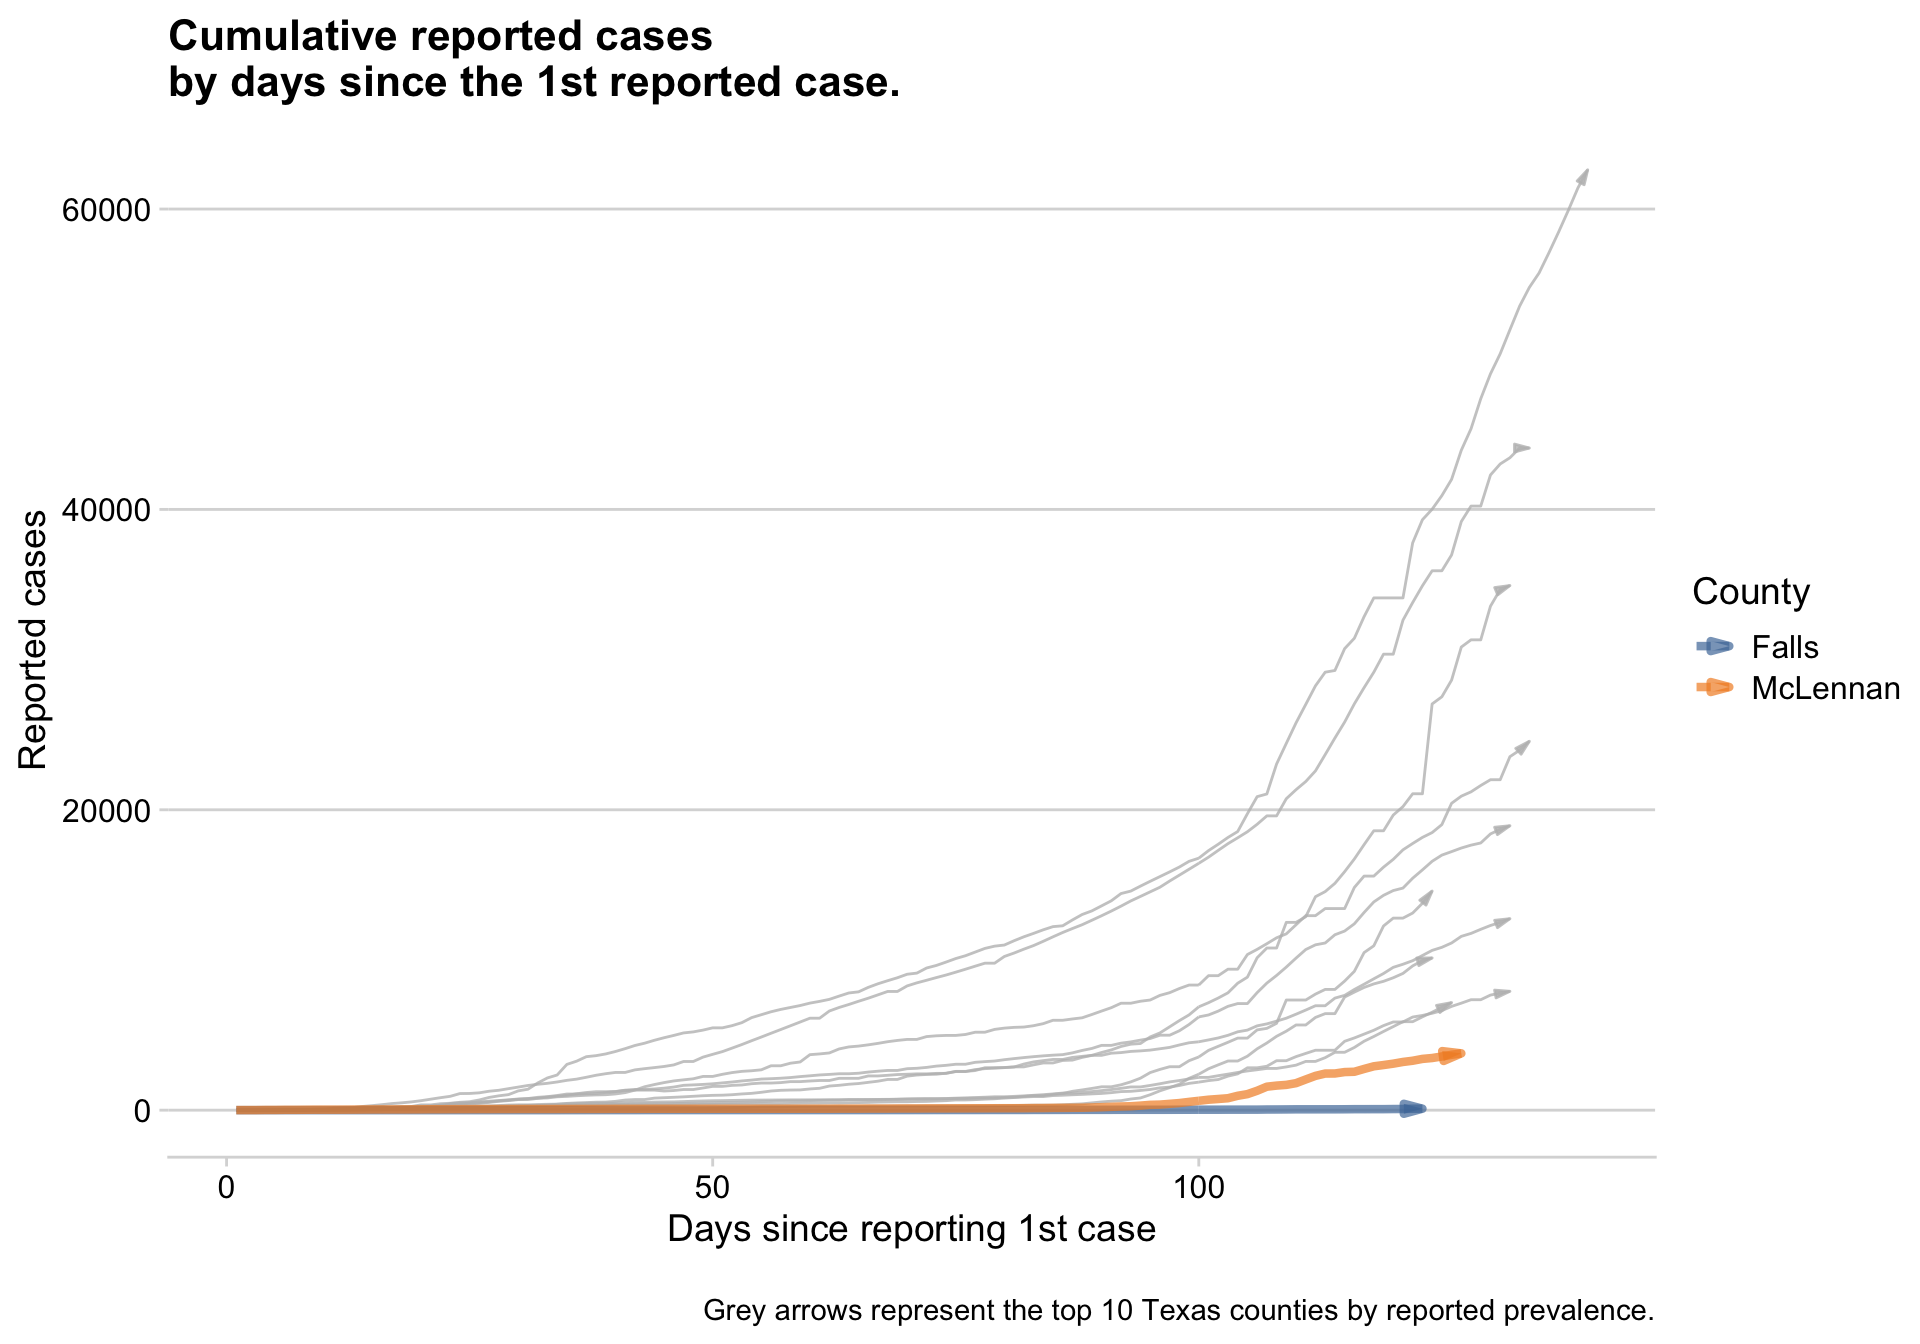 Cumulative reported cases
by days since the 1st reported case.
60000
40000
20000
0
Reported cases
0 50 100
Days since reporting 1st case
County
Falls
McLennan
Grey arrows represent the top 10 Texas counties by reported prevalence.